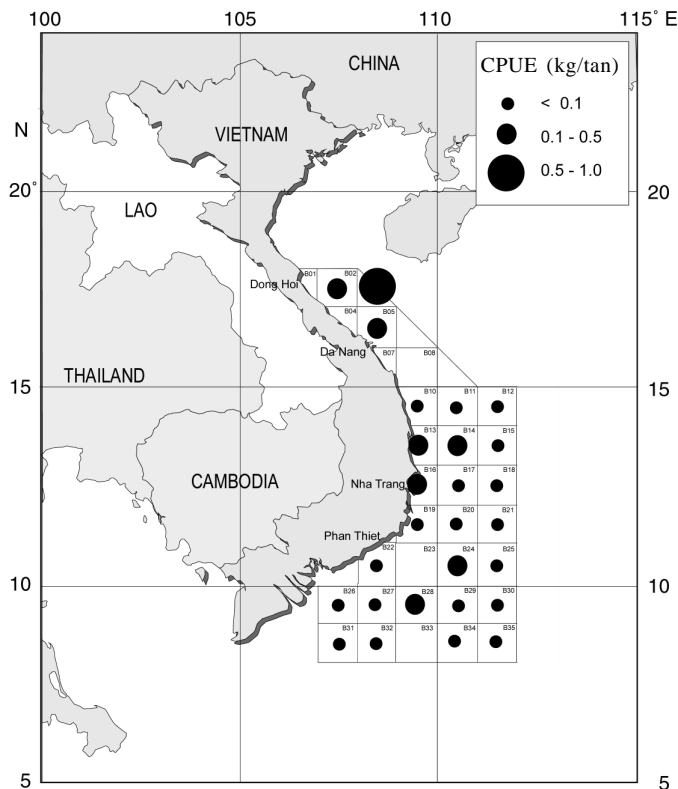 100 105 110 115° E
CHINA
CPUE (kg/tan)
< 0.1
0.1 - 0.5
0.5 - 1.0
N
VIETNAM
20° 20
LAO
B01 B02
Dong Hoi
B04 B05
Da Nang B07 B08
THAILAND
15 15
B10 B11 B12
B13 B14 B15
CAMBODIA
Nha Trang B16 B17 B18
B19 B20 B21
Phan Thiet
B22 B23 B24 B25
10 10
B26 B27 B28 B29 B30
B31 B32 B33 B34 B35
5 5